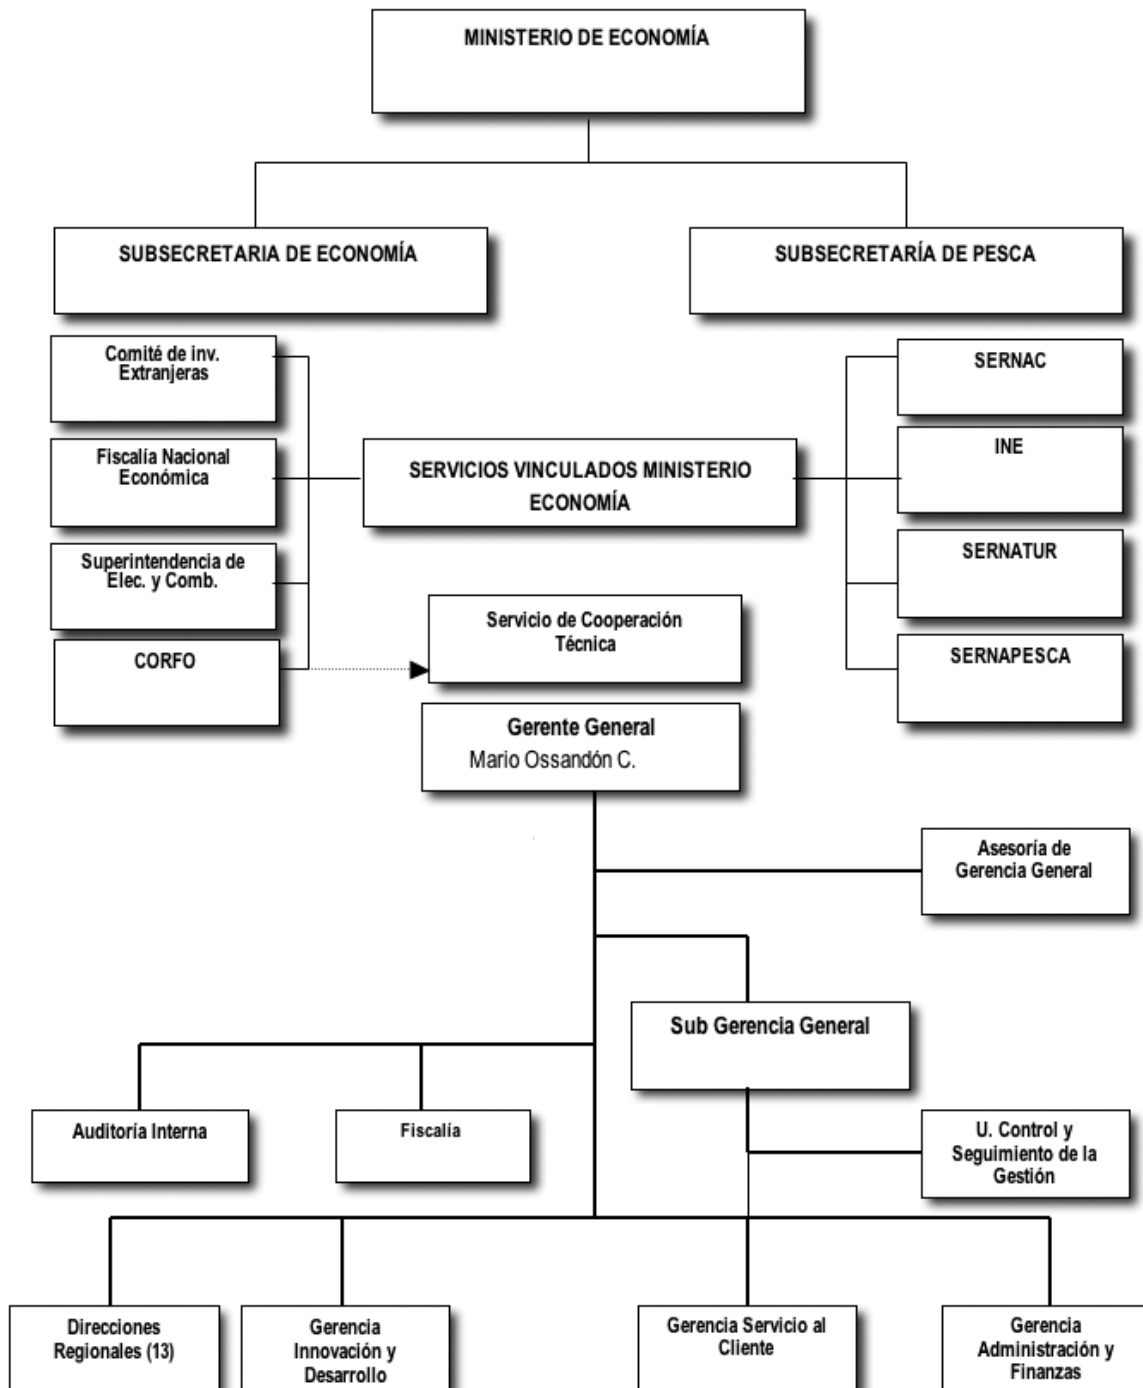 MINISTERIO DE ECONOMÍA
SUBSECRETARIA DE ECONOMÍA
SUBSECRETARÍA DE PESCA
Comité de inv.
Extranjeras
Fiscalía Nacional
Económica
Superintendencia de
Elec. y Comb.
CORFO
SERVICIOS VINCULADOS MINISTERIO
ECONOMÍA
SERNAC
INE
SERNATUR
SERNAPESCA
Servicio de Cooperación
Técnica
Gerente General
Mario Ossandón C.
Asesoría de
Gerencia General
Sub Gerencia General
Auditoría Interna
Fiscalía
U. Control y
Seguimiento de la
Gestión
Direcciones
Regionales (13)
Gerencia
Innovación y
Desarrollo
Gerencia Servicio al
Cliente
Gerencia
Administración y
Finanzas